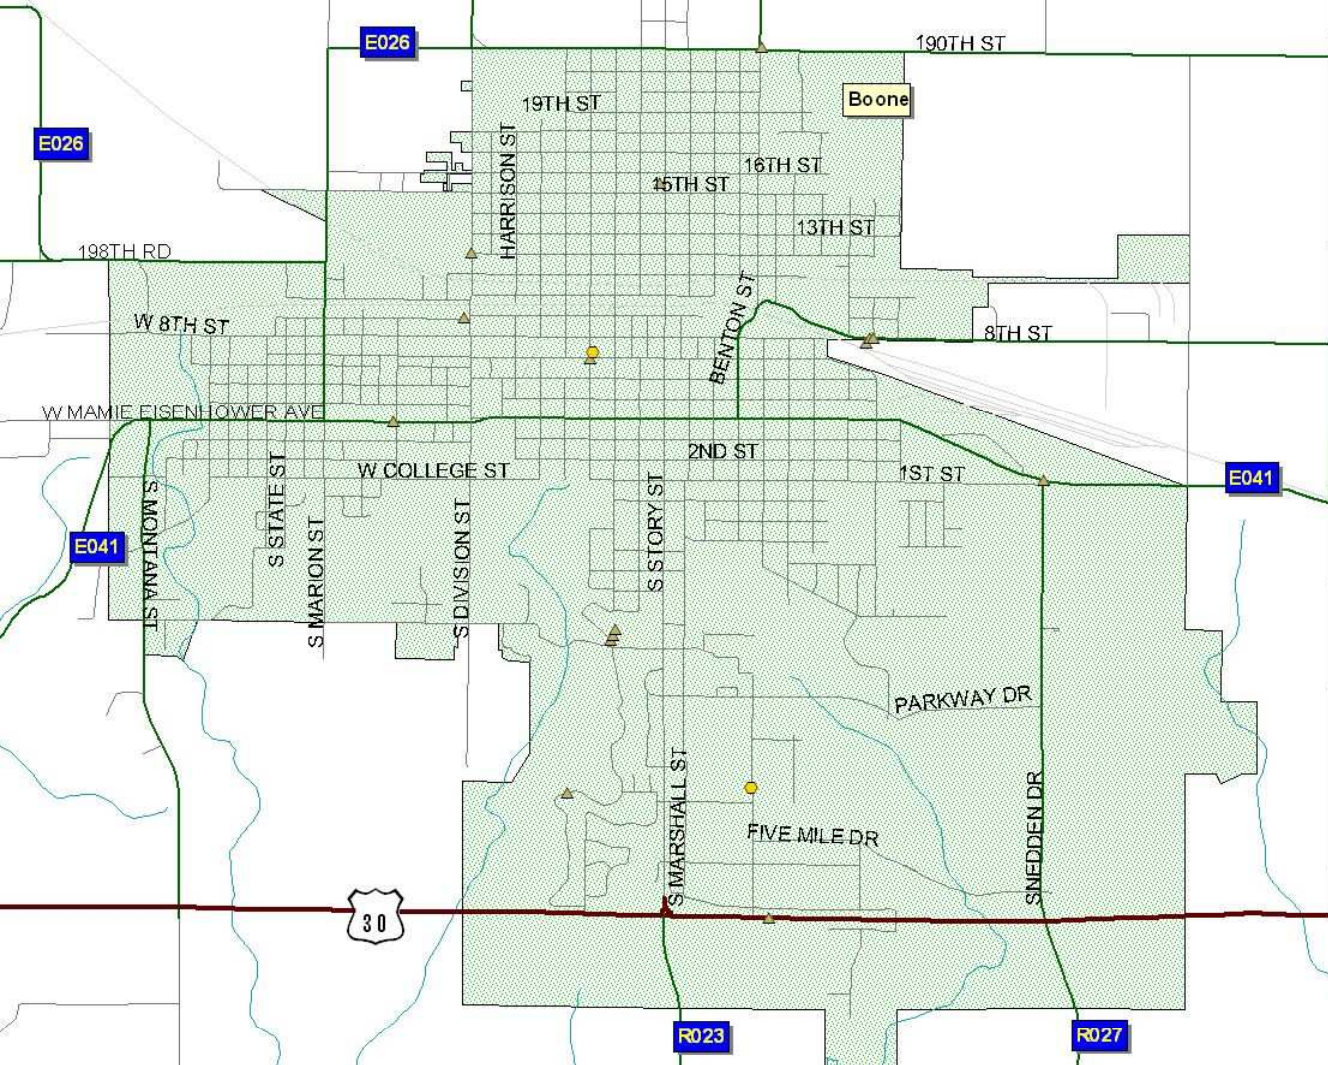 E026
190TH ST
Boone
19TH ST
E026
HARRISON ST
16TH ST
15TH ST
13TH ST
198TH RD
BENTON ST
W 8TH ST
8TH ST
W MAMIE EISENHOWER AVE
2ND ST
W COLLEGE ST
1ST ST
E041
S STATE ST
S STORY ST
S MONTANA ST
S MARION ST
S DIVISION ST
E041
PARKWAY DR
S MARSHALL ST
SNEDDEN DR
FIVE MILE DR
30
R023
R027